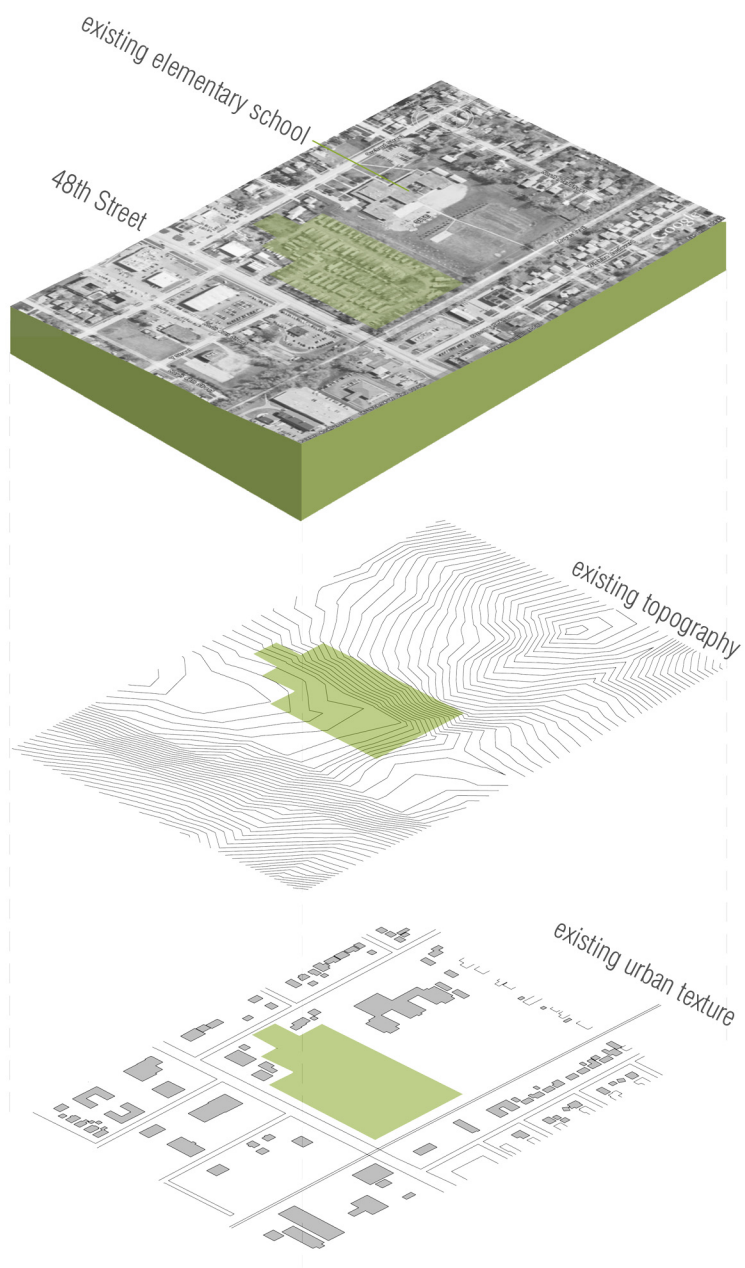 existing elementary school
48th Street
existing topography
existing urban texture